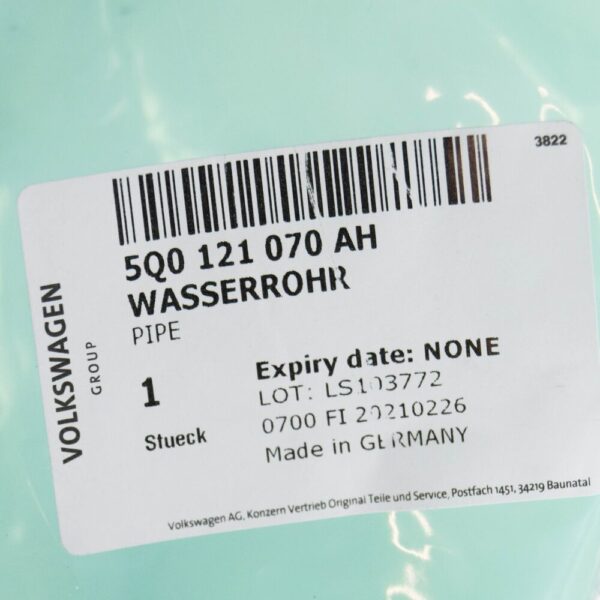 3822
5Q0 121 070 AH
WASSERROHR
PIPE
VOLKSWAGEN
GROUP
1
Stueck
Expiry date: NONE
LOT: LS103772
0700 FI 20210226
Made in GERMANY
Volkswagen AG, Konzern Vertrieb Original Teile und Service, Postfach 1451, 34219 Baunatal